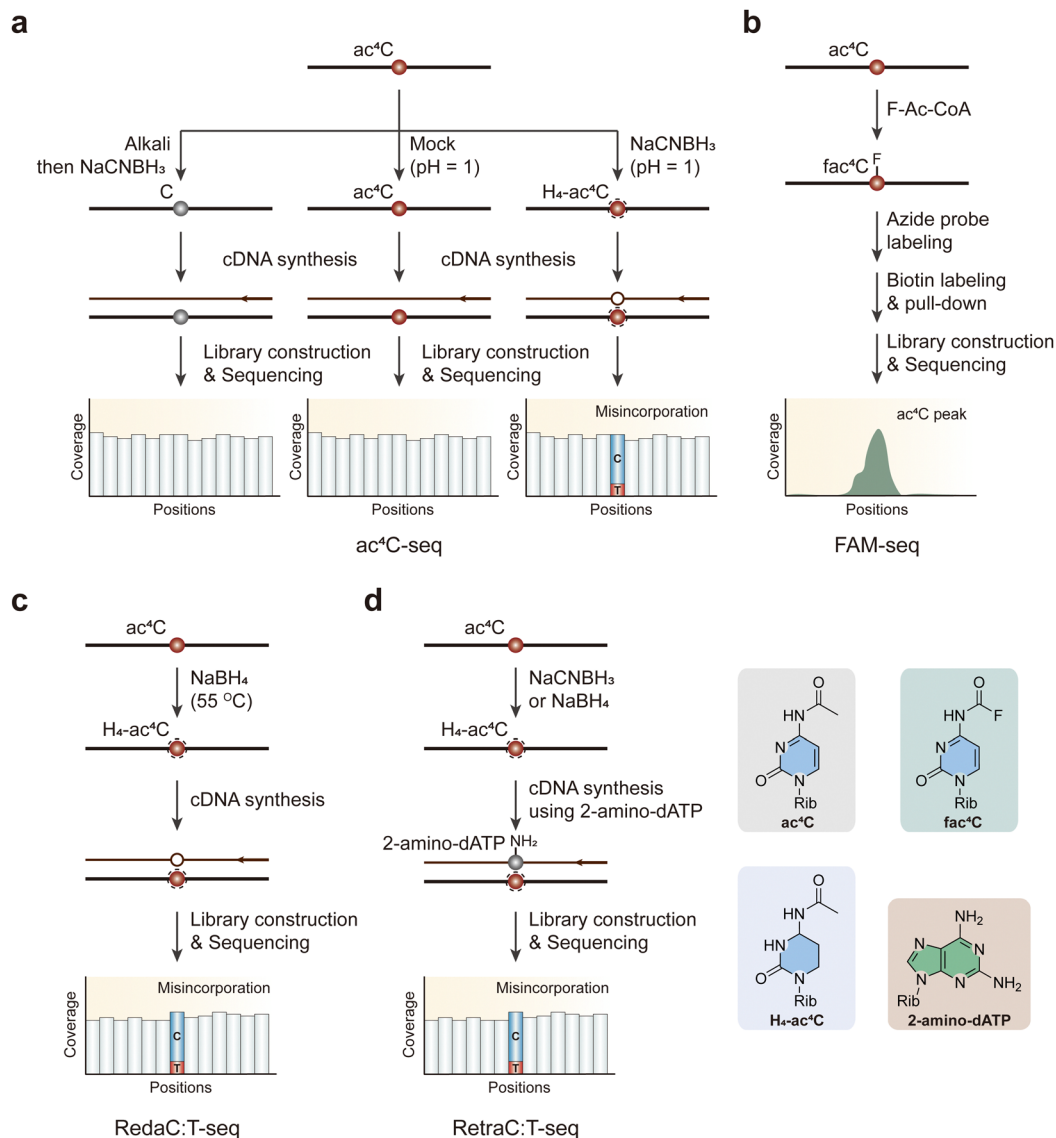 a
ac⁴C
Alkali
then NaCNBH₃
Mock
(pH = 1)
NaCNBH₃
(pH = 1)
C
ac⁴C
H₄-ac⁴C
cDNA synthesis
cDNA synthesis
Library construction
& Sequencing
Library construction
& Sequencing
Coverage
Positions
Coverage
Positions
Misincorporation
C
T
Coverage
Positions
ac⁴C-seq
b
ac⁴C
F-Ac-CoA
F
fac⁴C
Azide probe
labeling
Biotin labeling
& pull-down
Library construction
& Sequencing
ac⁴C peak
Coverage
Positions
FAM-seq
c
ac⁴C
NaBH₄
(55 ᴼC)
H₄-ac⁴C
cDNA synthesis
Library construction
& Sequencing
Misincorporation
C
T
Coverage
Positions
RedaC:T-seq
d
ac⁴C
NaCNBH₃
or NaBH₄
H₄-ac⁴C
cDNA synthesis
using 2-amino-dATP
2-amino-dATP NH₂
Library construction
& Sequencing
Misincorporation
C
T
Coverage
Positions
RetraC:T-seq
O
HN
N
O
N
Rib
ac⁴C
O
HN
F
N
O
N
Rib
fac⁴C
O
HN
HN
O
N
Rib
H₄-ac⁴C
NH₂
N
N
N
N
NH₂
Rib
2-amino-dATP